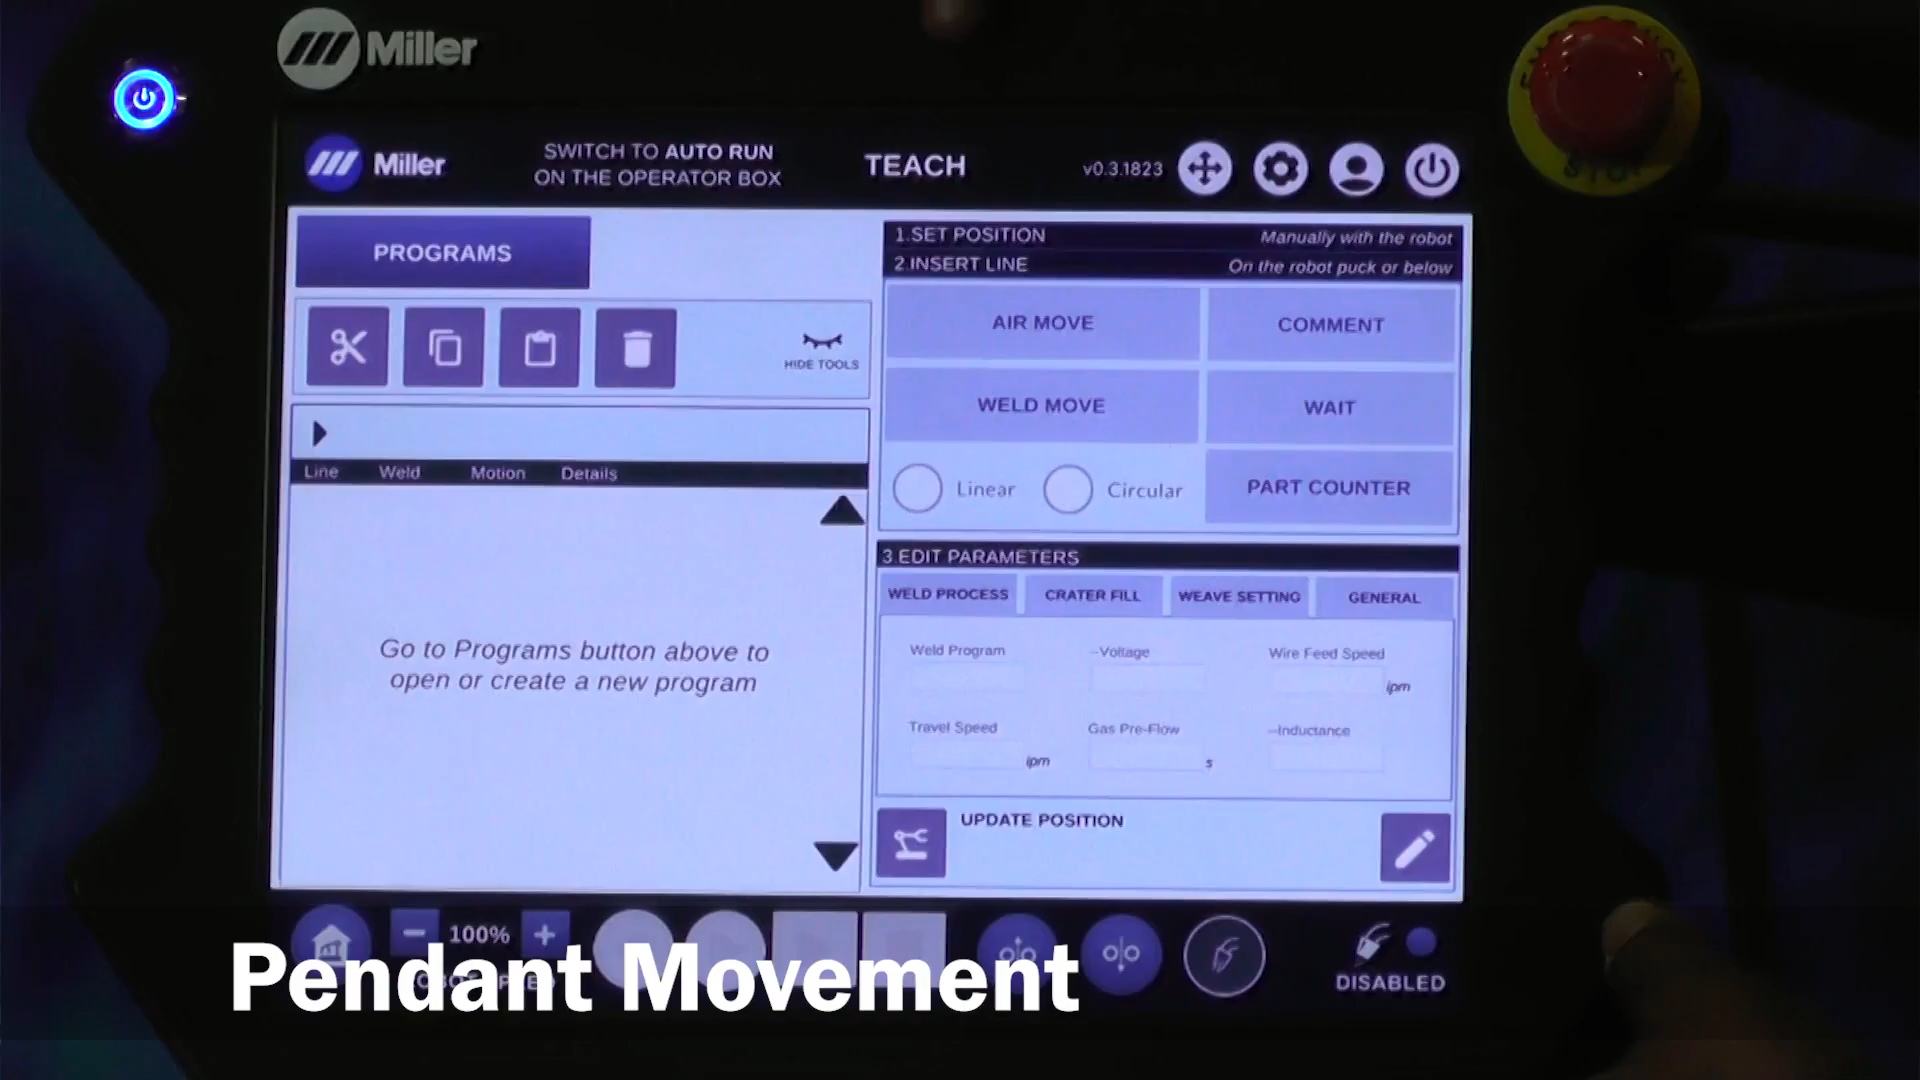 Miller
STOP
Miller
SWITCH TO AUTO RUN
ON THE OPERATOR BOX
TEACH
v0.3.1823
PROGRAMS
HIDE TOOLS
Line Weld Motion Details
Go to Programs button above to
open or create a new program
1.SET POSITION Manually with the robot
2.INSERT LINE On the robot puck or below
AIR MOVE COMMENT
WELD MOVE WAIT
Linear Circular PART COUNTER
3.EDIT PARAMETERS
WELD PROCESS CRATER FILL WEAVE SETTING GENERAL
Weld Program --Voltage Wire Feed Speed
ipm
Travel Speed Gas Pre-Flow --Inductance
ipm s
UPDATE POSITION
100%
DISABLED
Pendant Movement